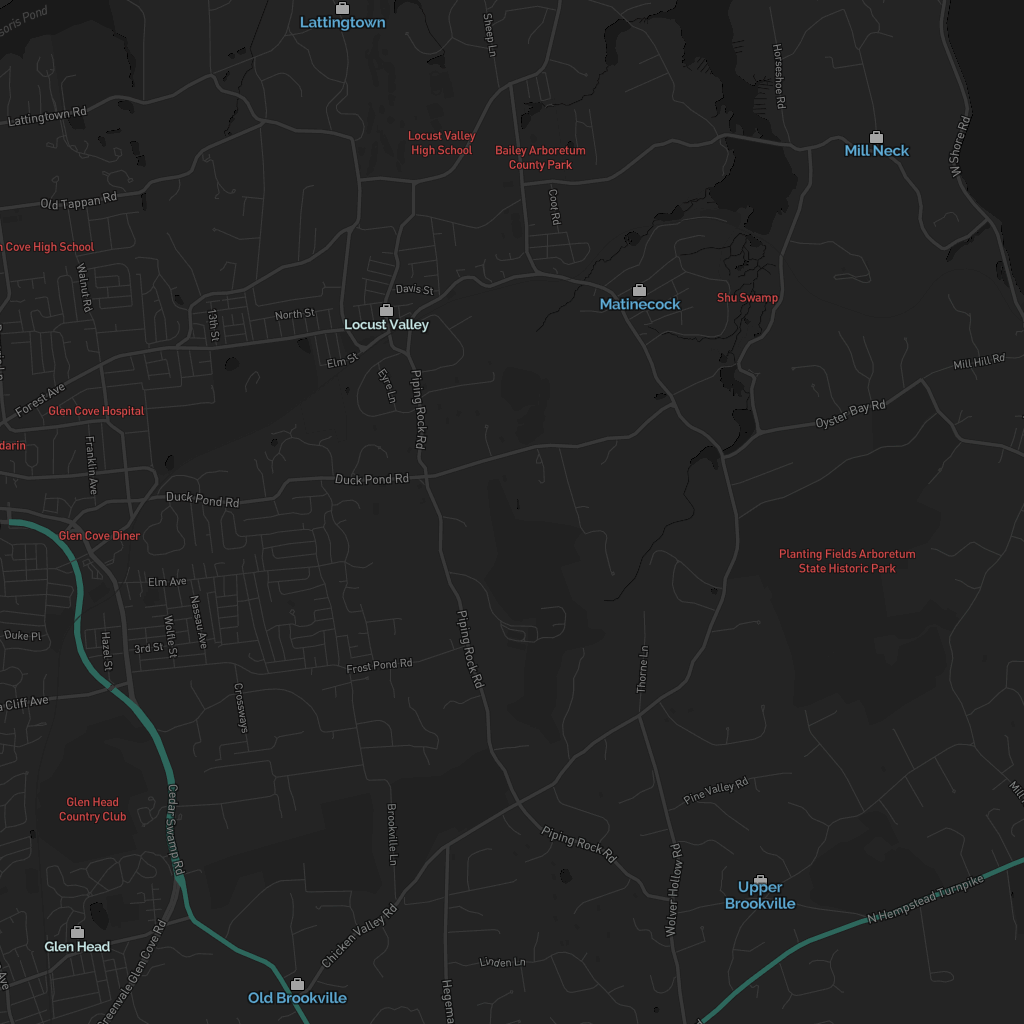 Lattingtown
Sheep Ln
Horseshoe Rd
Lattingtown Rd
Locust Valley
High School
Bailey Arboretum
County Park
Mill Neck
W Shore Rd
Old Tappan Rd
Coot Rd
Cove High School
Walnut Rd
Davis St
Matinecock
Shu Swamp
13th St
North St
Locust Valley
Elm St
Mill Hill Rd
Eyre Ln
Forest Ave
Glen Cove Hospital
Piping Rock Rd
Oyster Bay Rd
Franklin Ave
Duck Pond Rd
Duck Pond Rd
Glen Cove Diner
Planting Fields Arboretum
State Historic Park
Elm Ave
Nassau Ave
Wolfle St
Duke Pl
Hazel St
3rd St
Piping Rock Rd
Frost Pond Rd
Thorne Ln
Cliff Ave
Crossways
Pine Valley Rd
Glen Head
Country Club
Cedar Swamp Rd
Brookville Ln
Piping Rock Rd
Wolver Hollow Rd
Upper
Brookville
N Hempstead Turnpike
Glen Head
Greenvale Glen Cove Rd
Chicken Valley Rd
Linden Ln
Old Brookville
Hegema